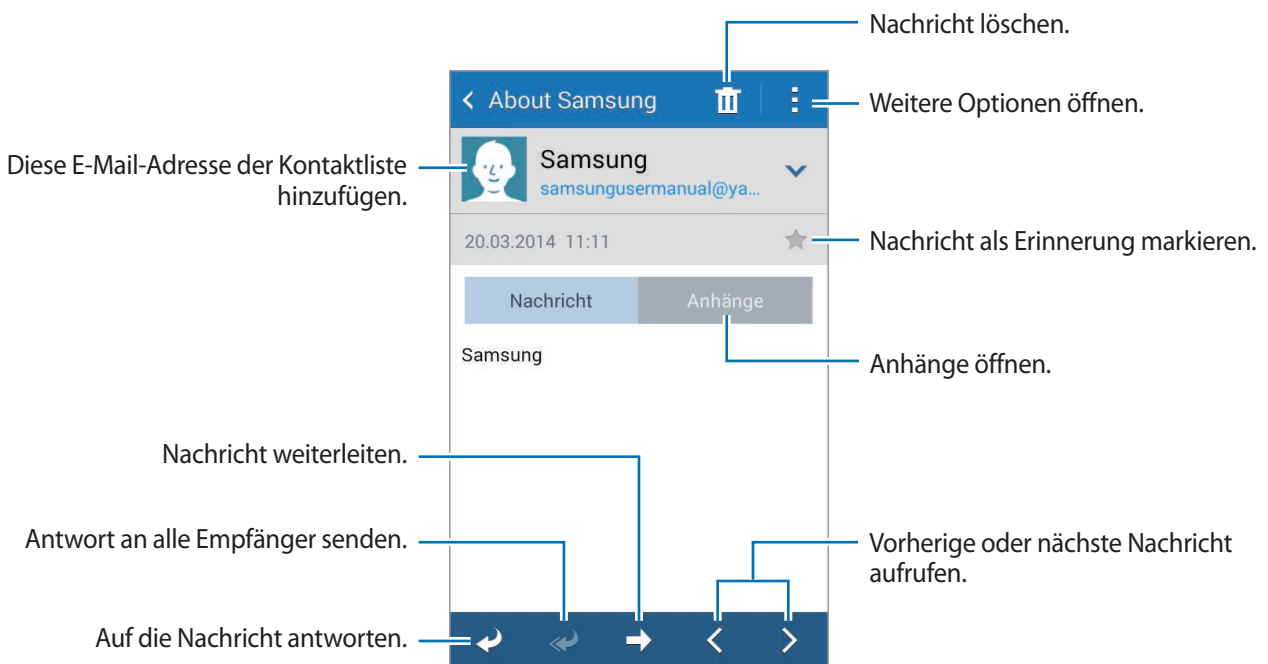 Nachricht löschen.
About Samsung
Weitere Optionen öffnen.
Diese E-Mail-Adresse der Kontaktliste
hinzufügen.
Samsung
samsungusermanual@ya...
20.03.2014 11:11
Nachricht als Erinnerung markieren.
Nachricht
Anhänge
Samsung
Anhänge öffnen.
Nachricht weiterleiten.
Antwort an alle Empfänger senden.
Vorherige oder nächste Nachricht
aufrufen.
Auf die Nachricht antworten.